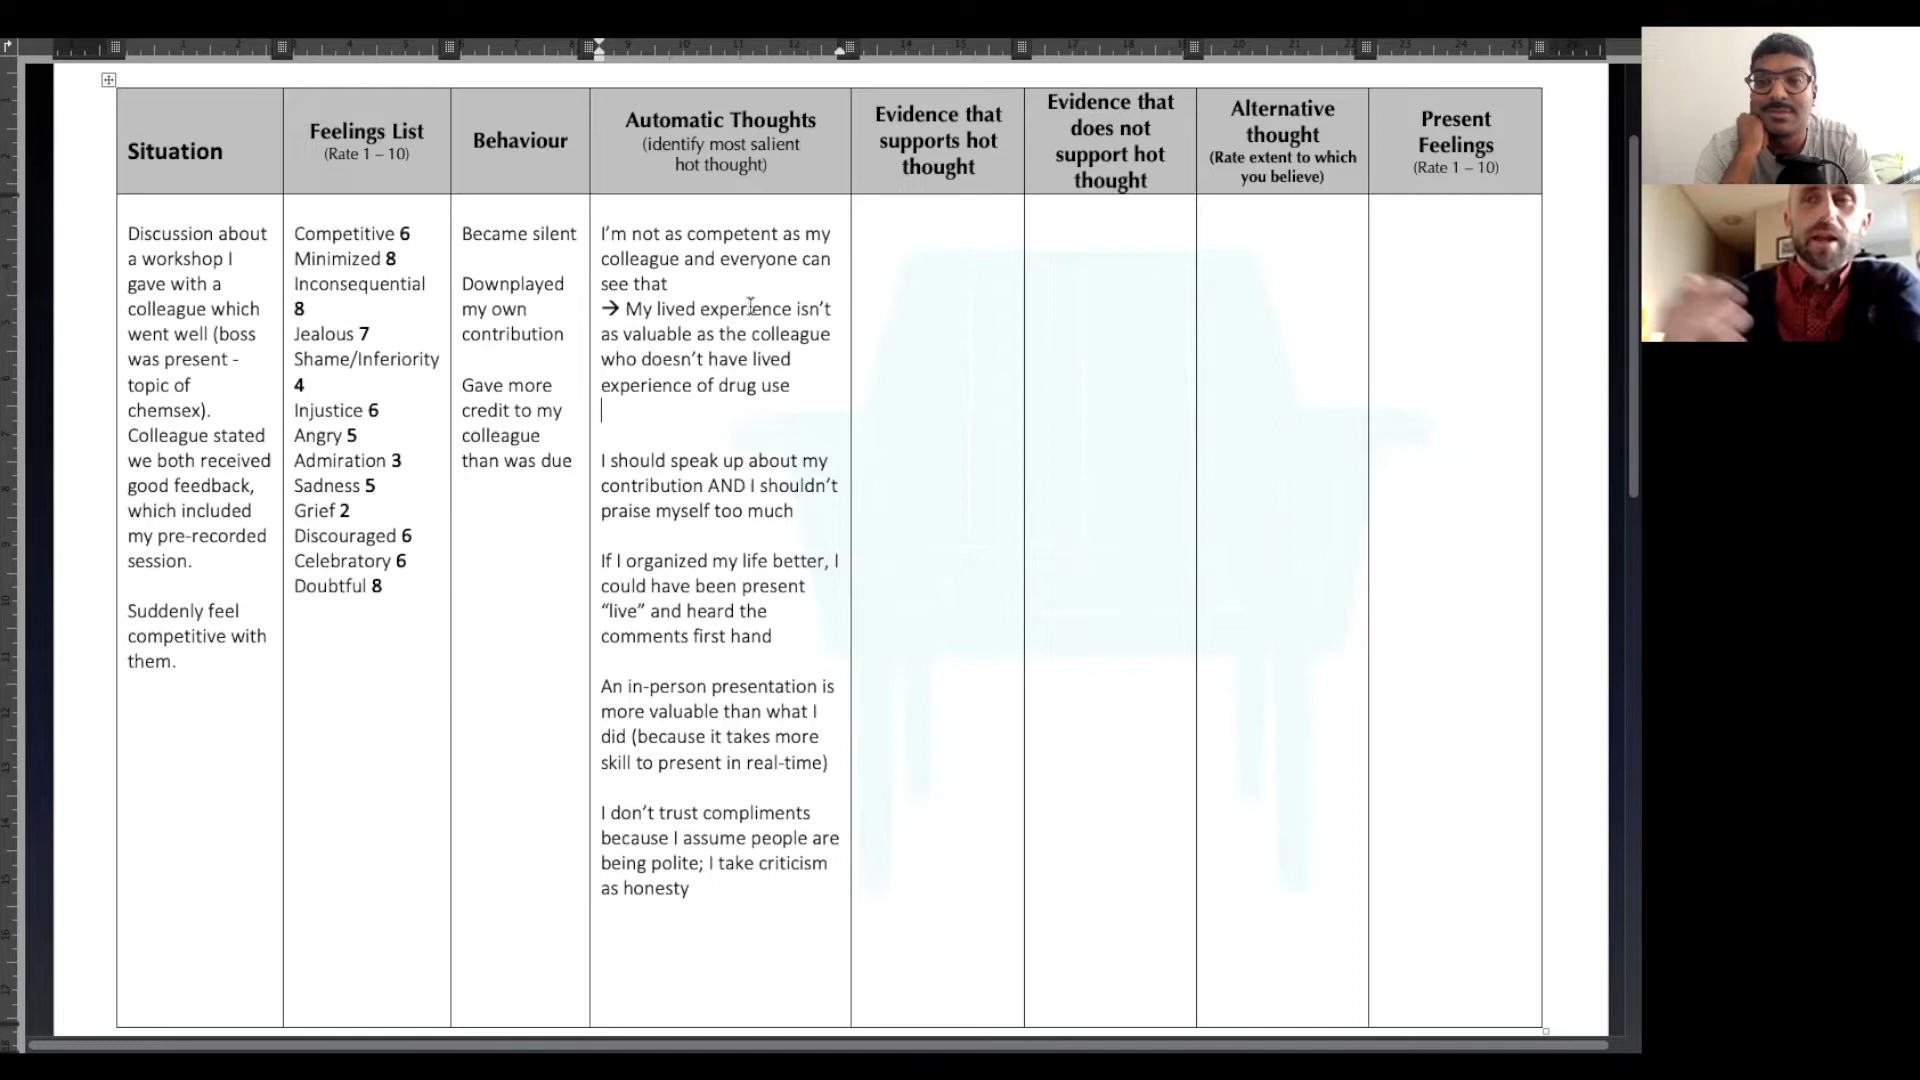 Situation
Feelings List
(Rate 1 – 10)
Behaviour
Automatic Thoughts
(identify most salient
hot thought)
Evidence that
supports hot
thought
Evidence that
does not
support hot
thought
Alternative
thought
(Rate extent to which
you believe)
Present
Feelings
(Rate 1 – 10)
Discussion about
a workshop I
gave with a
colleague which
went well (boss
was present -
topic of
chemsex).
Colleague stated
we both received
good feedback,
which included
my pre-recorded
session.
Suddenly feel
competitive with
them.
Competitive 6
Minimized 8
Inconsequential
8
Jealous 7
Shame/Inferiority
4
Injustice 6
Angry 5
Admiration 3
Sadness 5
Grief 2
Discouraged 6
Celebratory 6
Doubtful 8
Became silent
Downplayed
my own
contribution
Gave more
credit to my
colleague
than was due
I'm not as competent as my
colleague and everyone can
see that
→ My lived experience isn't
as valuable as the colleague
who doesn't have lived
experience of drug use
I should speak up about my
contribution AND I shouldn't
praise myself too much
If I organized my life better, I
could have been present
“live” and heard the
comments first hand
An in-person presentation is
more valuable than what I
did (because it takes more
skill to present in real-time)
I don't trust compliments
because I assume people are
being polite; I take criticism
as honesty